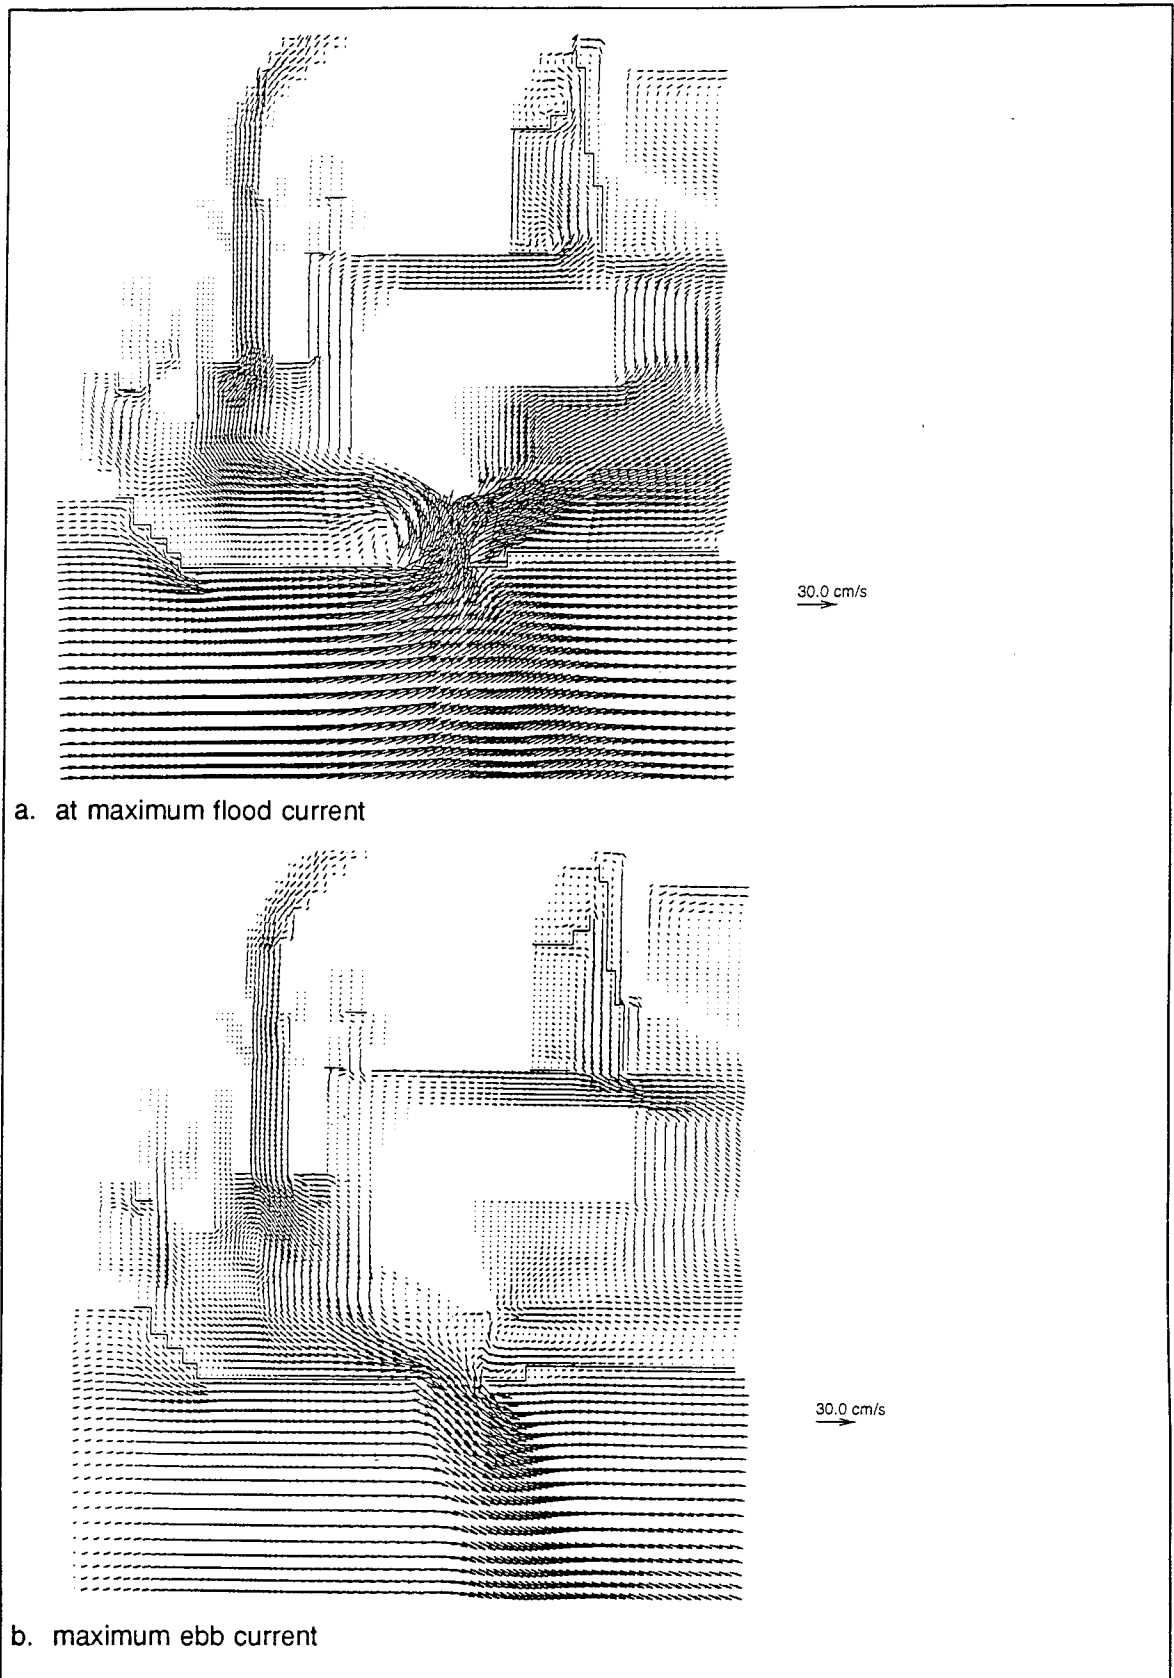 30.0 cm/s
a. at maximum flood current
30.0 cm/s
b. maximum ebb current